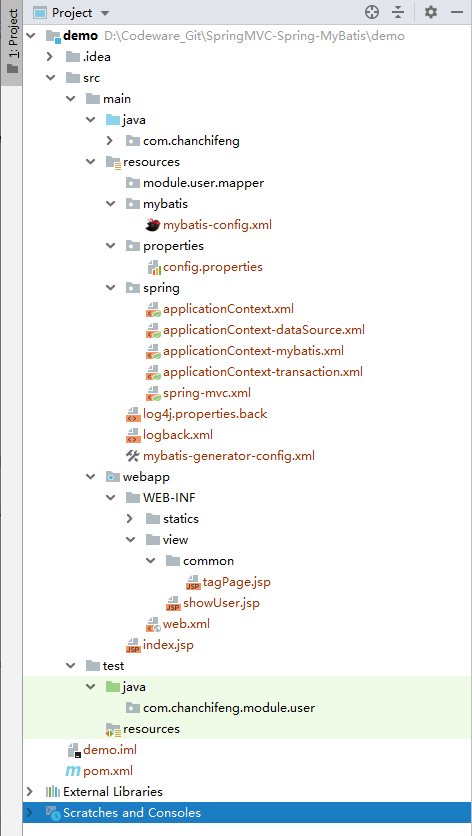 1: Project
Project
demo D:\Codeware_Git\SpringMVC-Spring-MyBatis\demo
.idea
src
main
java
com.chanchifeng
resources
module.user.mapper
mybatis
mybatis-config.xml
properties
config.properties
spring
applicationContext.xml
applicationContext-dataSource.xml
applicationContext-mybatis.xml
applicationContext-transaction.xml
spring-mvc.xml
log4j.properties.back
logback.xml
mybatis-generator-config.xml
webapp
WEB-INF
statics
view
common
JSP tagPage.jsp
JSP showUser.jsp
web.xml
JSP index.jsp
test
java
com.chanchifeng.module.user
resources
demo.iml
m pom.xml
External Libraries
Scratches and Consoles